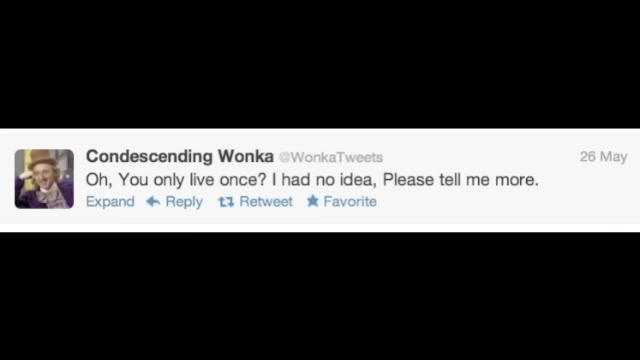 Condescending Wonka @WonkaTweets 26 May
Oh, You only live once? I had no idea, Please tell me more.
Expand Reply Retweet Favorite